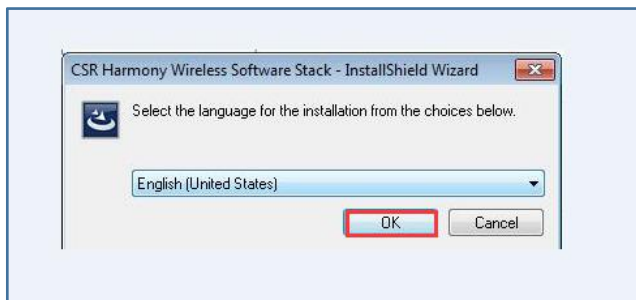 CSR Harmony Wireless Software Stack - InstallShield Wizard
Select the language for the installation from the choices below.
English (United States)
OK Cancel